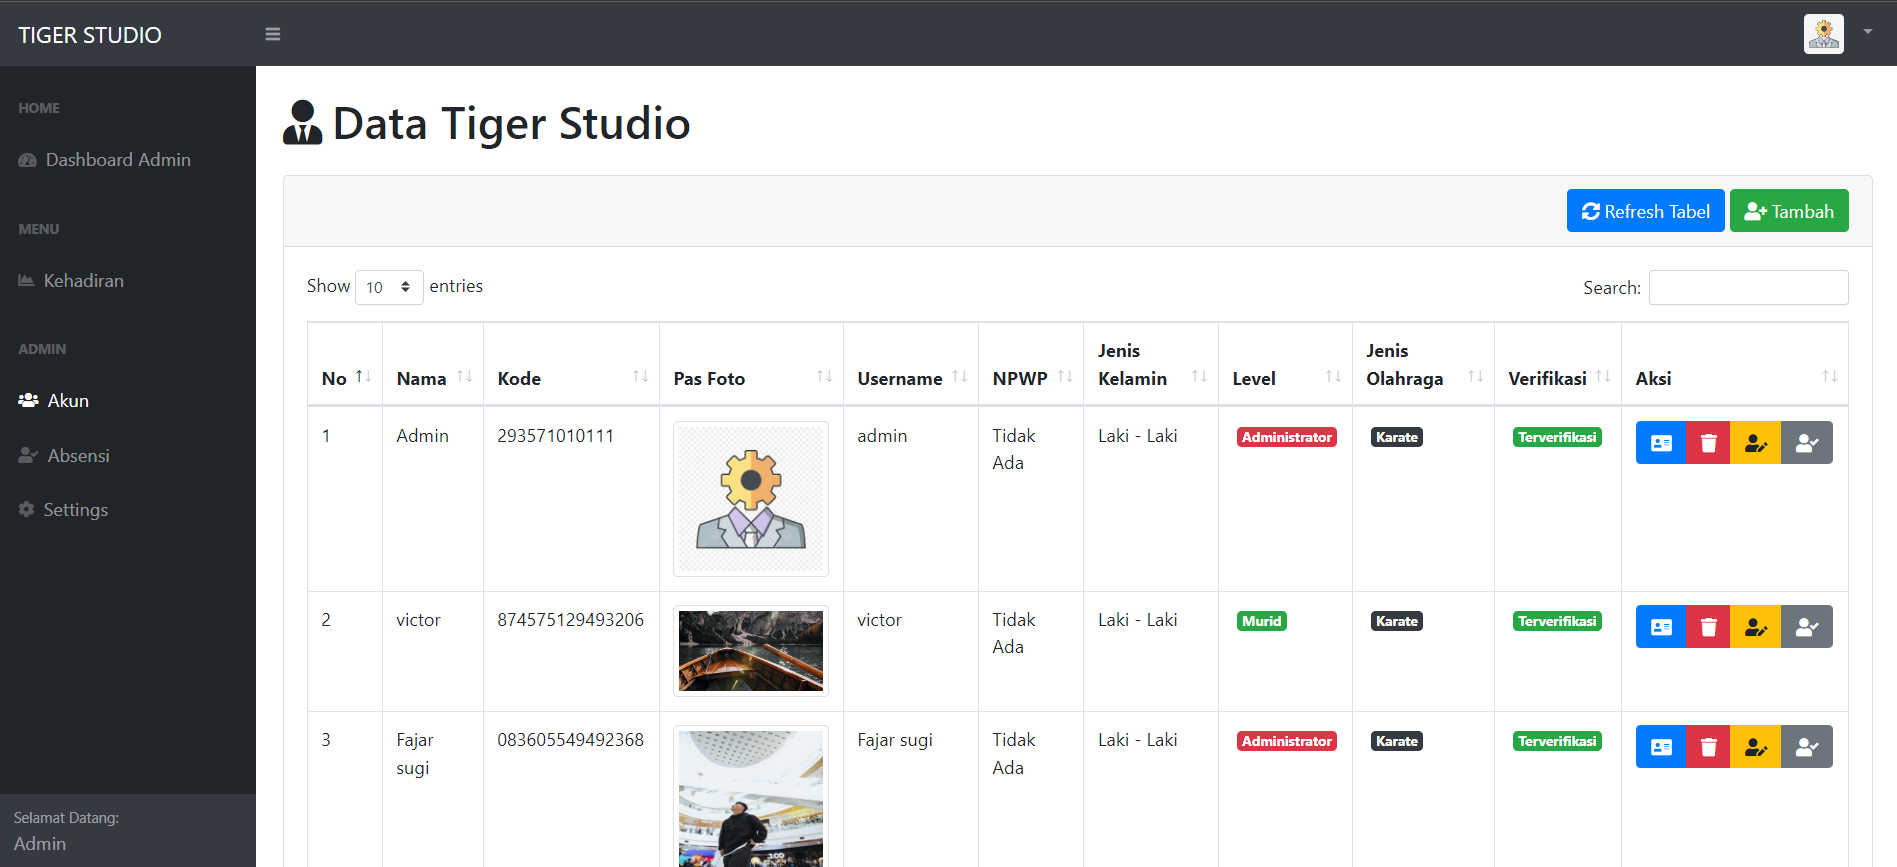 TIGER STUDIO
HOME
Dashboard Admin
MENU
Kehadiran
ADMIN
Akun
Absensi
Settings
Selamat Datang:
Admin
Data Tiger Studio
Refresh Tabel Tambah
Show 10 entries Search:
No Nama Kode Pas Foto Username NPWP Jenis Kelamin Level Jenis Olahraga Verifikasi Aksi
1 Admin 293571010111 admin Tidak Ada Laki - Laki Administrator Karate Terverifikasi
2 victor 874575129493206 victor Tidak Ada Laki - Laki Murid Karate Terverifikasi
3 Fajar sugi 083605549492368 Fajar sugi Tidak Ada Laki - Laki Administrator Karate Terverifikasi